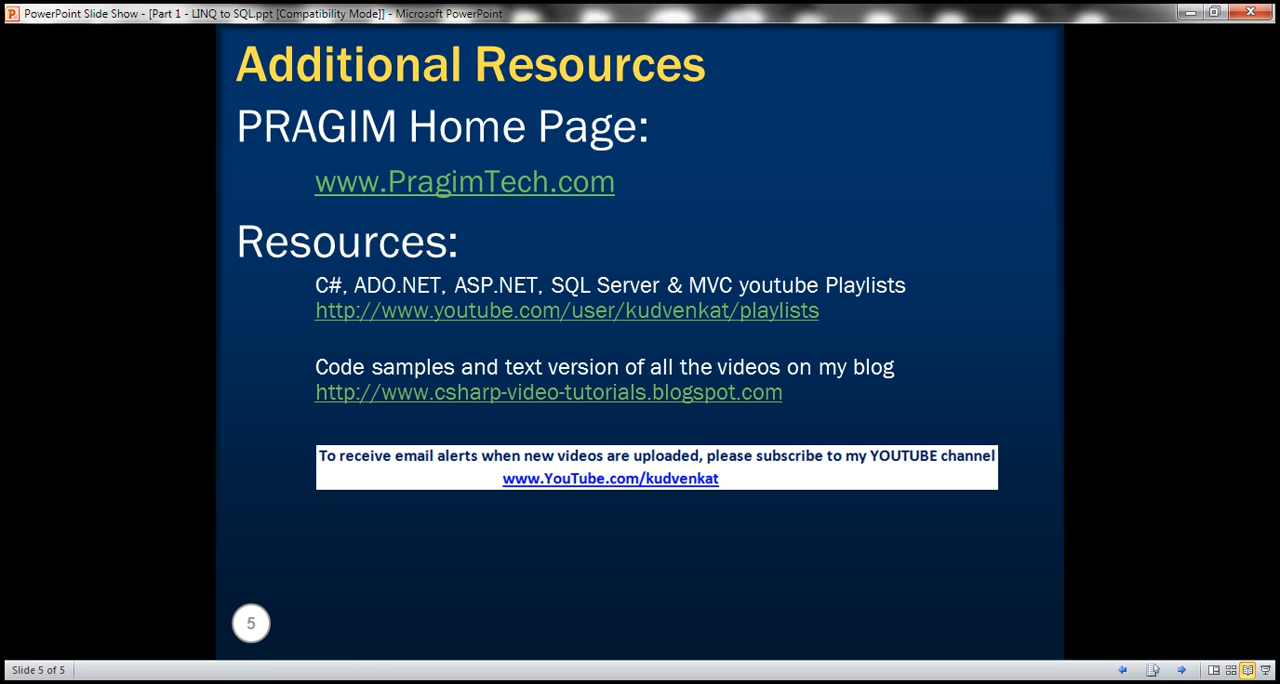 PowerPoint Slide Show - [Part 1 - LINQ to SQL.ppt [Compatibility Mode]] - Microsoft PowerPoint
Additional Resources
PRAGIM Home Page:
www.PragimTech.com
Resources:
C#, ADO.NET, ASP.NET, SQL Server & MVC youtube Playlists
http://www.youtube.com/user/kudvenkat/playlists
Code samples and text version of all the videos on my blog
http://www.csharp-video-tutorials.blogspot.com
To receive email alerts when new videos are uploaded, please subscribe to my YOUTUBE channel
www.YouTube.com/kudvenkat
5
Slide 5 of 5